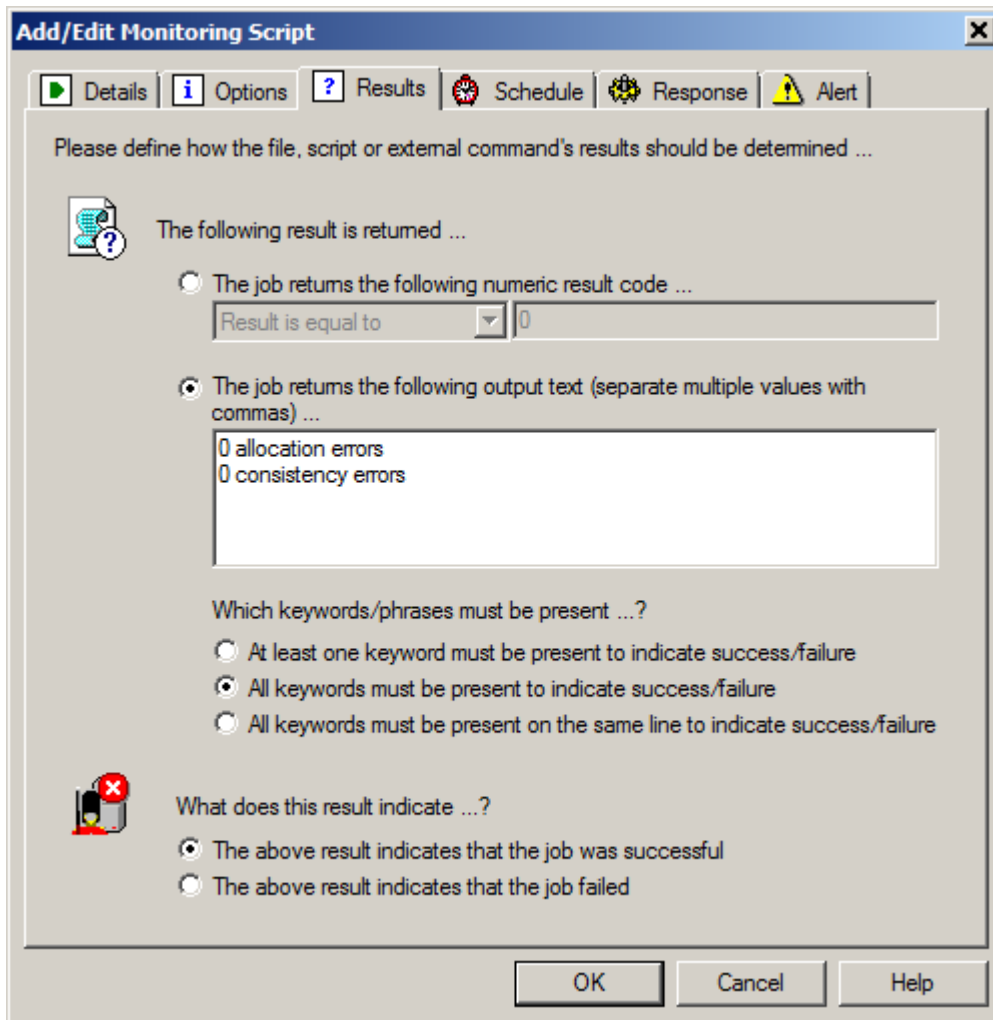 Add/Edit Monitoring Script
Details
Options
Results
Schedule
Response
Alert
Please define how the file, script or external command's results should be determined ...
The following result is returned ...
The job returns the following numeric result code ...
Result is equal to
0
The job returns the following output text (separate multiple values with
commas) ...
0 allocation errors
0 consistency errors
Which keywords/phrases must be present ...?
At least one keyword must be present to indicate success/failure
All keywords must be present to indicate success/failure
All keywords must be present on the same line to indicate success/failure
What does this result indicate ...?
The above result indicates that the job was successful
The above result indicates that the job failed
OK
Cancel
Help